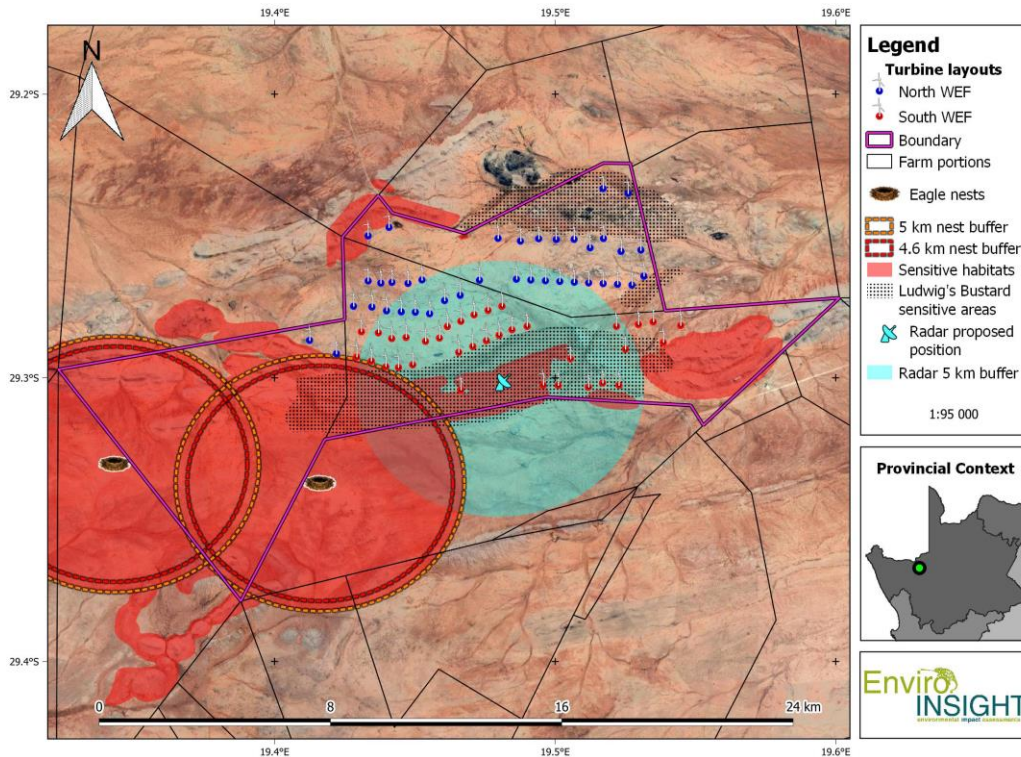 19.4°E
19.5°E
19.6°E
N
29.2°S
29.3°S
29.4°S
0
8
16
24 km
19.4°E
19.5°E
19.6°E
Legend
Turbine layouts
North WEF
South WEF
Boundary
Farm portions
Eagle nests
5 km nest buffer
4.6 km nest buffer
Sensitive habitats
Ludwig's Bustard
sensitive areas
Radar proposed
position
Radar 5 km buffer
1:95 000
Provincial Context
Enviro
INSIGHT
environmental impact assessments